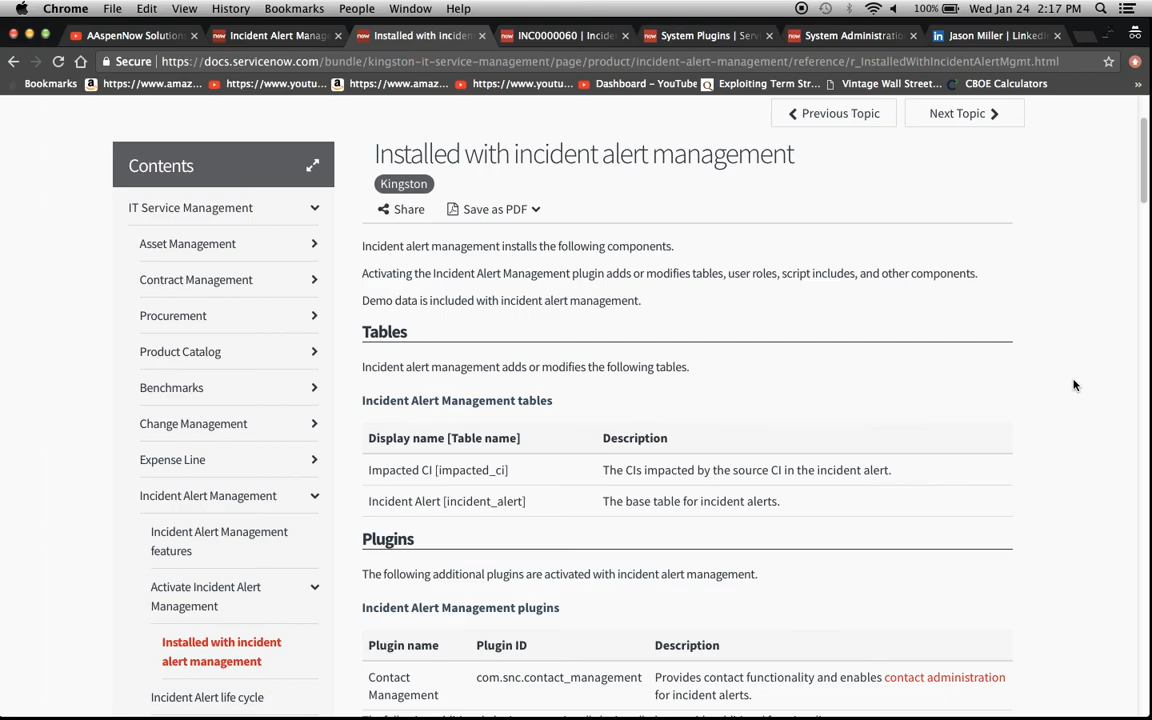 Chrome File Edit View History Bookmarks People Window Help 100% Wed Jan 24 2:17 PM
AAspenNow Solution Incident Alert Manage Installed with inciden INC0000060 | Incide System Plugins | Serv System Administratio Jason Miller | LinkedI
Secure https://docs.servicenow.com/bundle/kingston-it-service-management/page/product/incident-alert-management/reference/r_InstalledWithIncidentAlertMgmt.html
Bookmarks https://www.amaz... https://www.youtu... https://www.amaz... https://www.youtu... Dashboard - YouTube Exploiting Term Str... Vintage Wall Street... CBOE Calculators »
Previous Topic Next Topic
Contents
IT Service Management
Asset Management
Contract Management
Procurement
Product Catalog
Benchmarks
Change Management
Expense Line
Incident Alert Management
Incident Alert Management
features
Activate Incident Alert
Management
Installed with incident
alert management
Incident Alert life cycle
Installed with incident alert management
Kingston
Share Save as PDF
Incident alert management installs the following components.
Activating the Incident Alert Management plugin adds or modifies tables, user roles, script includes, and other components.
Demo data is included with incident alert management.
Tables
Incident alert management adds or modifies the following tables.
Incident Alert Management tables
Display name [Table name] Description
Impacted CI [impacted_ci] The CIs impacted by the source CI in the incident alert.
Incident Alert [incident_alert] The base table for incident alerts.
Plugins
The following additional plugins are activated with incident alert management.
Incident Alert Management plugins
Plugin name Plugin ID Description
Contact
Management com.snc.contact_management Provides contact functionality and enables contact administration
for incident alerts.